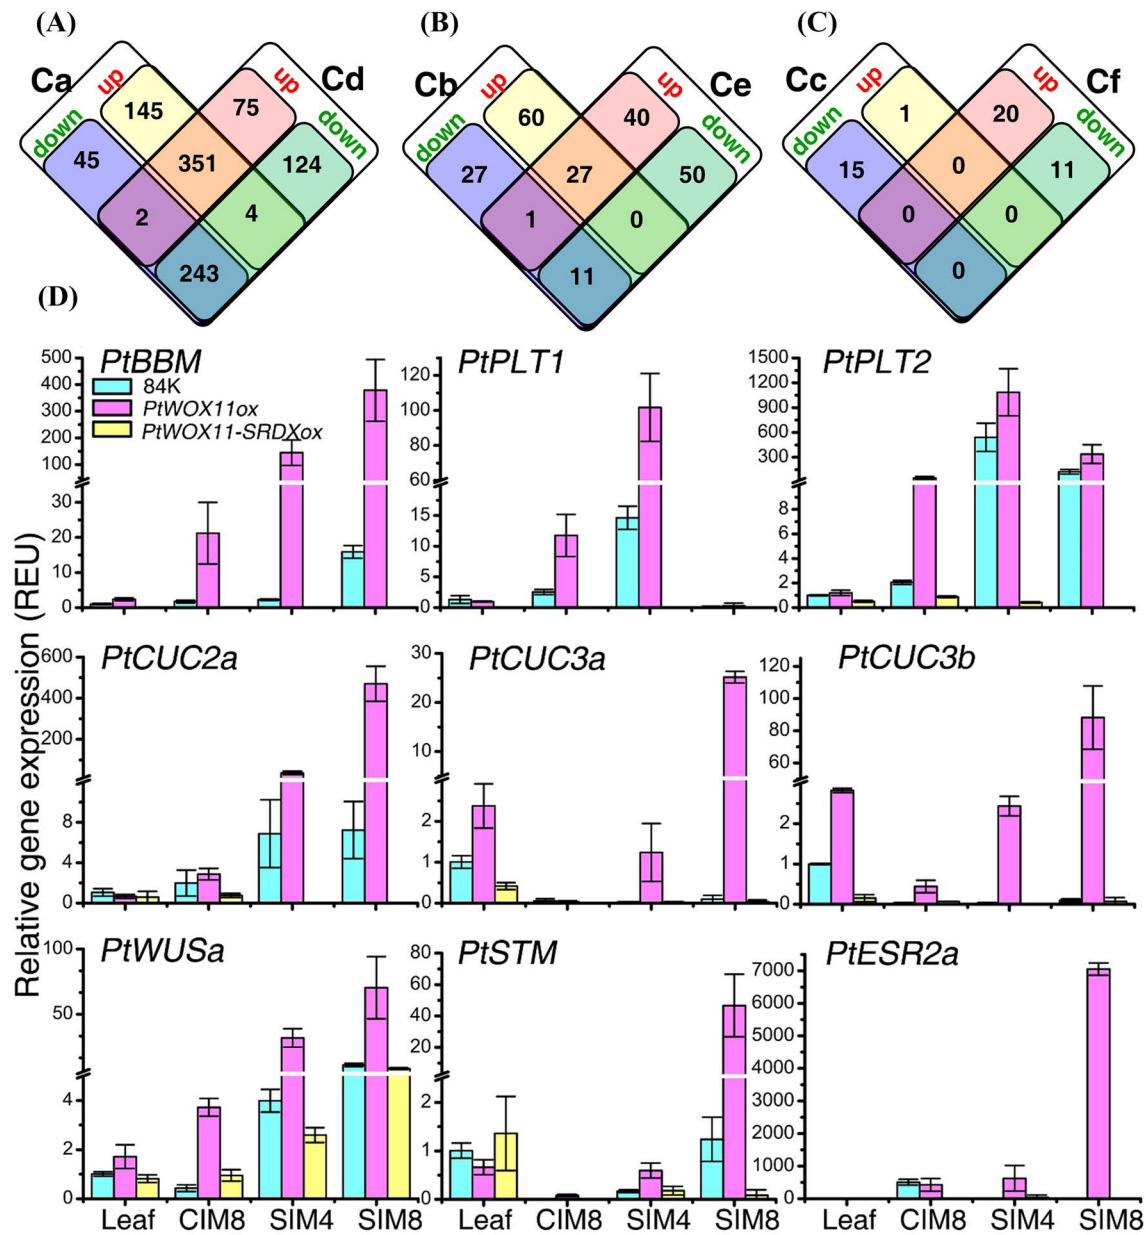 (A) (B) (C)
Ca up up Cd
down 145 75 down
45 351 124
2 4
243
Cb up up Ce
down 60 40 down
27 27 50
1 0
11
Cc up up Cf
down 1 20 down
15 0 11
0 0
0
(D)
Relative gene expression (REU)
PtBBM
84K
PtWOX11ox
PtWOX11-SRDXox
500
400
300
200
100
30
20
10
0
PtPLT1
120
100
80
60
15
10
5
0
PtPLT2
1500
1200
900
600
300
8
6
4
2
0
PtCUC2a
600
400
200
8
4
0
PtCUC3a
30
20
10
2
1
0
PtCUC3b
120
100
80
60
2
1
0
PtWUSa
100
50
4
2
0
Leaf CIM8 SIM4 SIM8
PtSTM
80
60
40
20
2
1
0
Leaf CIM8 SIM4 SIM8
PtESR2a
7000
6000
5000
4000
3000
2000
1000
0
Leaf CIM8 SIM4 SIM8